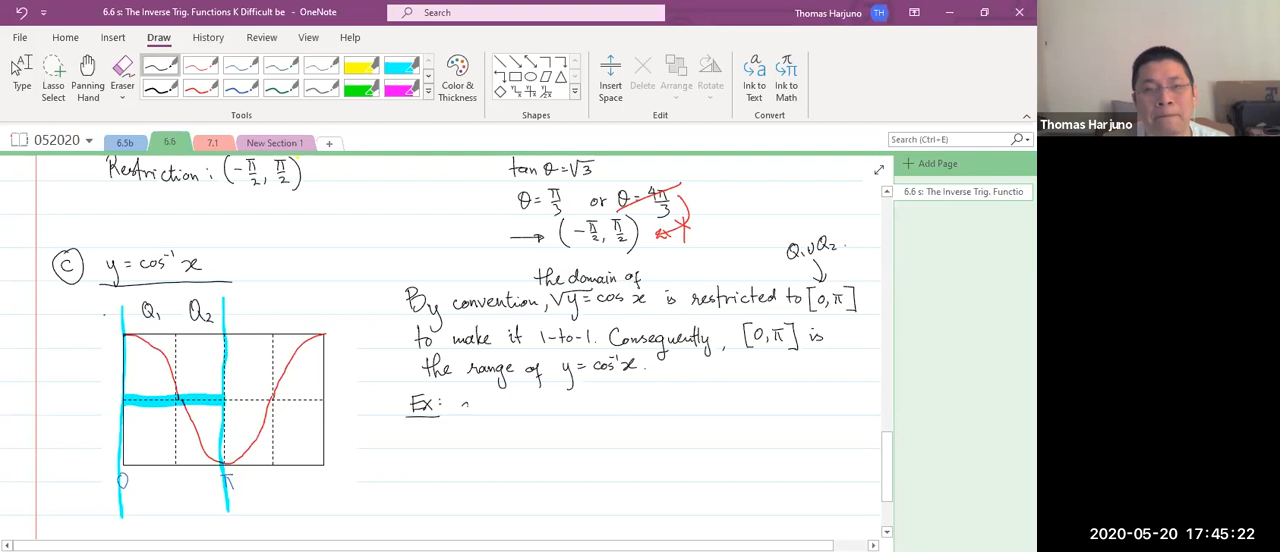 6.6 s: The Inverse Trig. Functions K Difficult be - OneNote
Search
Thomas Harjuno
TH
File
Home
Insert
Draw
History
Review
View
Help
Type
Lasso Select
Panning Hand
Eraser
Color & Thickness
Insert Space
Delete
Arrange
Rotate
Ink to Text
Ink to Math
Tools
Shapes
Edit
Convert
052020
6.5b
6.6
7.1
New Section 1
Search (Ctrl+E)
Add Page
6.6 s: The Inverse Trig. Functio
Thomas Harjuno
Restriction: (-π/2, π/2)
tan θ = √3
θ = π/3 or θ = 4π/3
→ (-π/2, π/2)
C y = cos⁻¹ x
Q₁ Q₂
0 π
Q₁ ∪ Q₂.
the domain of
By convention, √y = cos x is restricted to [0, π]
to make it 1-to-1. Consequently, [0, π] is
the range of y = cos⁻¹x.
Ex:
2020-05-20 17:45:22